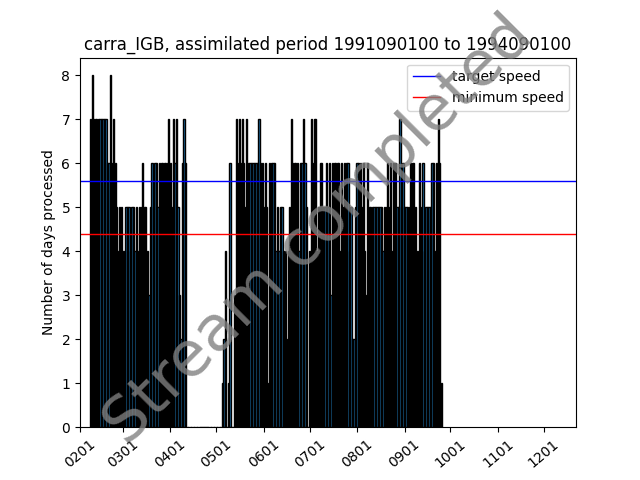 carra_IGB, assimilated period 1991090100 to 1994090100
target speed
minimum speed
Number of days processed
8
7
6
5
4
3
2
1
0
0201 0301 0401 0501 0601 0701 0801 0901 1001 1101 1201
Stream completed